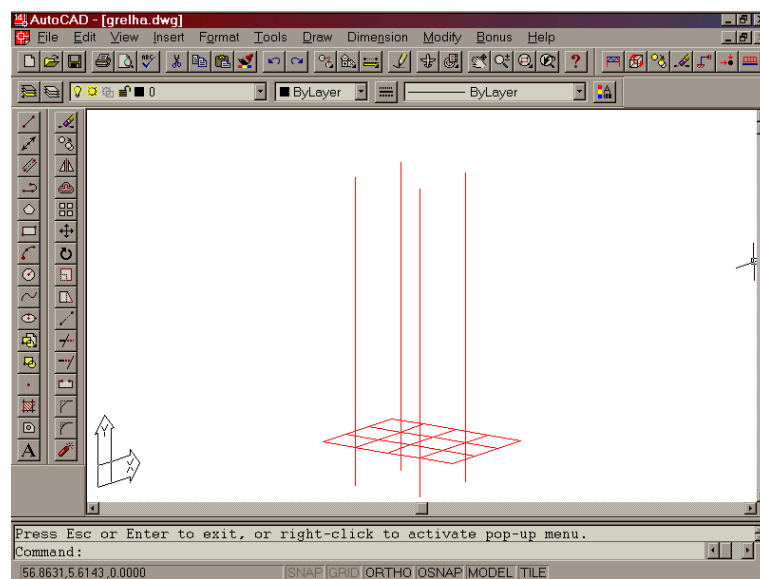 AutoCAD - [grelha.dwg]
File Edit View Insert Format Tools Draw Dimension Modify Bonus Help
ABC ?
0 ByLayer ByLayer
A
Y
X
Press Esc or Enter to exit, or right-click to activate pop-up menu.
Command:
56.8631,5.6143,0.0000 SNAP GRID ORTHO OSNAP MODEL TILE